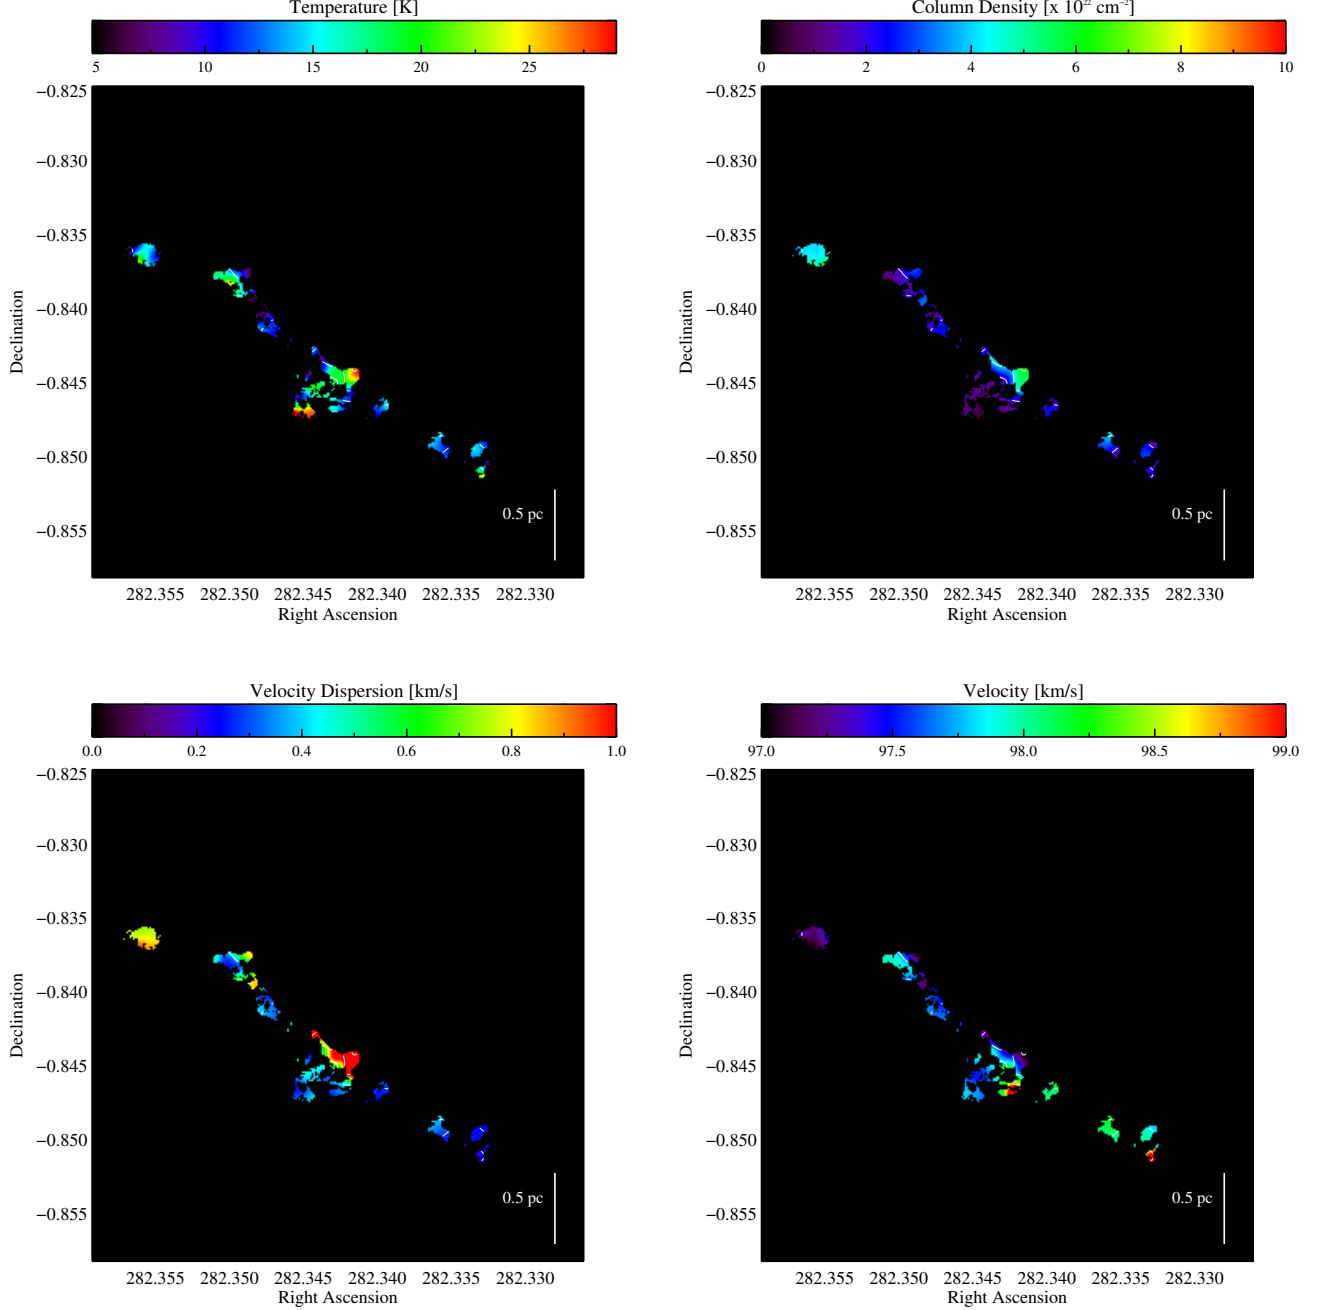 Temperature [K]
5 10 15 20 25
−0.825
−0.830
−0.835
−0.840
−0.845
−0.850
−0.855
Declination
0.5 pc
282.355 282.350 282.345 282.340 282.335 282.330
Right Ascension
Column Density [x 10²² cm⁻²]
0 2 4 6 8 10
−0.825
−0.830
−0.835
−0.840
−0.845
−0.850
−0.855
Declination
0.5 pc
282.355 282.350 282.345 282.340 282.335 282.330
Right Ascension
Velocity Dispersion [km/s]
0.0 0.2 0.4 0.6 0.8 1.0
−0.825
−0.830
−0.835
−0.840
−0.845
−0.850
−0.855
Declination
0.5 pc
282.355 282.350 282.345 282.340 282.335 282.330
Right Ascension
Velocity [km/s]
97.0 97.5 98.0 98.5 99.0
−0.825
−0.830
−0.835
−0.840
−0.845
−0.850
−0.855
Declination
0.5 pc
282.355 282.350 282.345 282.340 282.335 282.330
Right Ascension